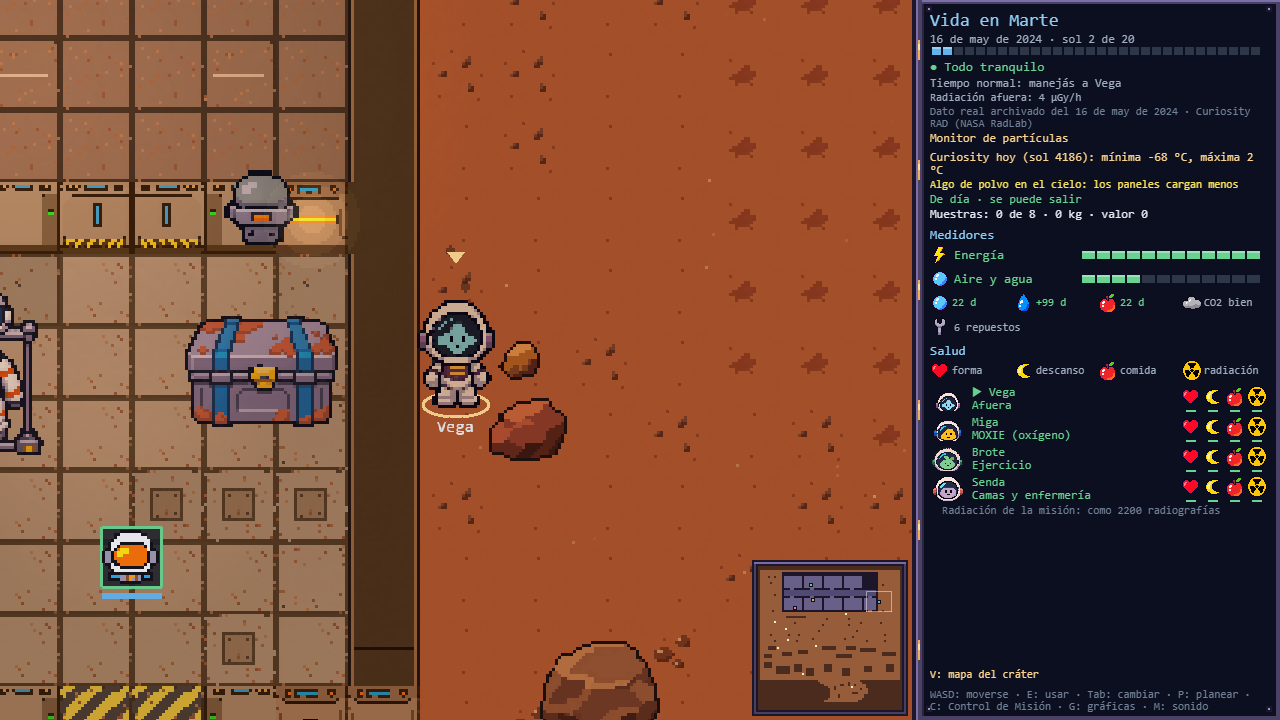 Vida en Marte
16 de may de 2024 · sol 2 de 20
● Todo tranquilo
Tiempo normal: manejás a Vega
Radiación afuera: 4 µGy/h
Dato real archivado del 16 de may de 2024 · Curiosity
RAD (NASA RadLab)
Monitor de partículas
Curiosity hoy (sol 4186): mínima -68 ºC, máxima 2
ºC
Algo de polvo en el cielo: los paneles cargan menos
De día · se puede salir
Muestras: 0 de 8 · 0 kg · valor 0
Medidores
Energía
Aire y agua
22 d +99 d 22 d CO2 bien
6 repuestos
Salud
forma descanso comida radiación
▶ Vega
Afuera
Miga
MOXIE (oxígeno)
Brote
Ejercicio
Senda
Camas y enfermería
Radiación de la misión: como 2200 radiografías
V: mapa del cráter
WASD: moverse · E: usar · Tab: cambiar · P: planear ·
C: Control de Misión · G: gráficas · M: sonido
Vega